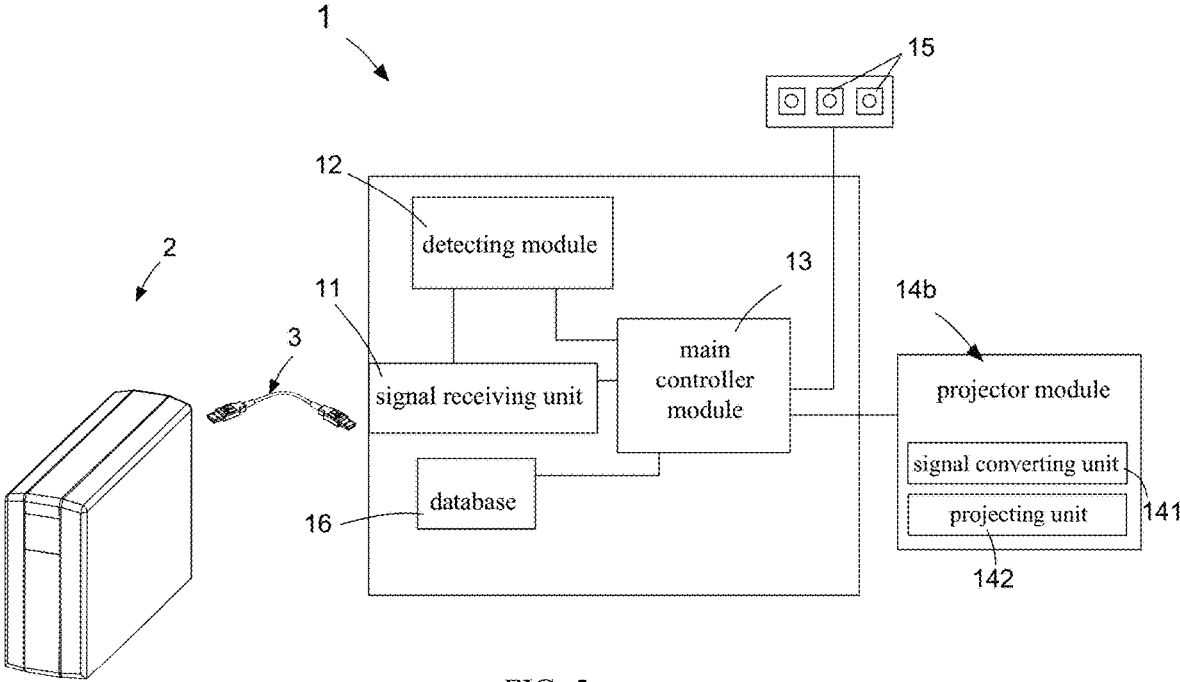 1
15
12
detecting module
2
13
11
14b
3
main
controller
module
signal receiving unit
projector module
signal converting unit
database
16
projecting unit
141
142